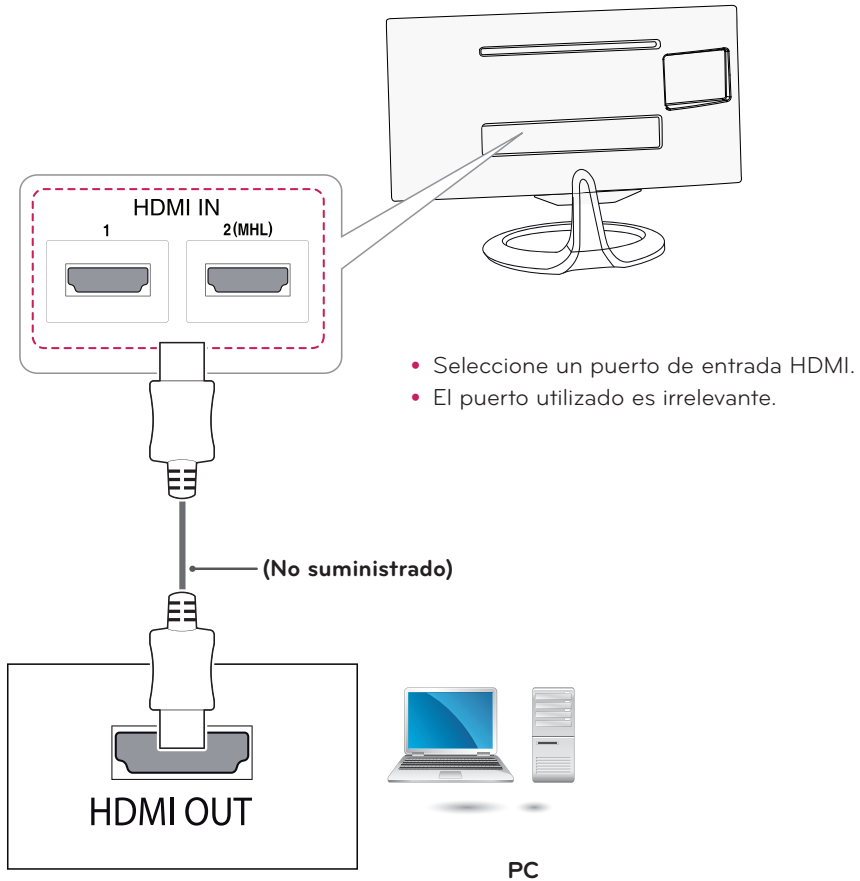 HDMI IN
1
2(MHL)
• Seleccione un puerto de entrada HDMI.
• El puerto utilizado es irrelevante.
(No suministrado)
HDMI OUT
PC